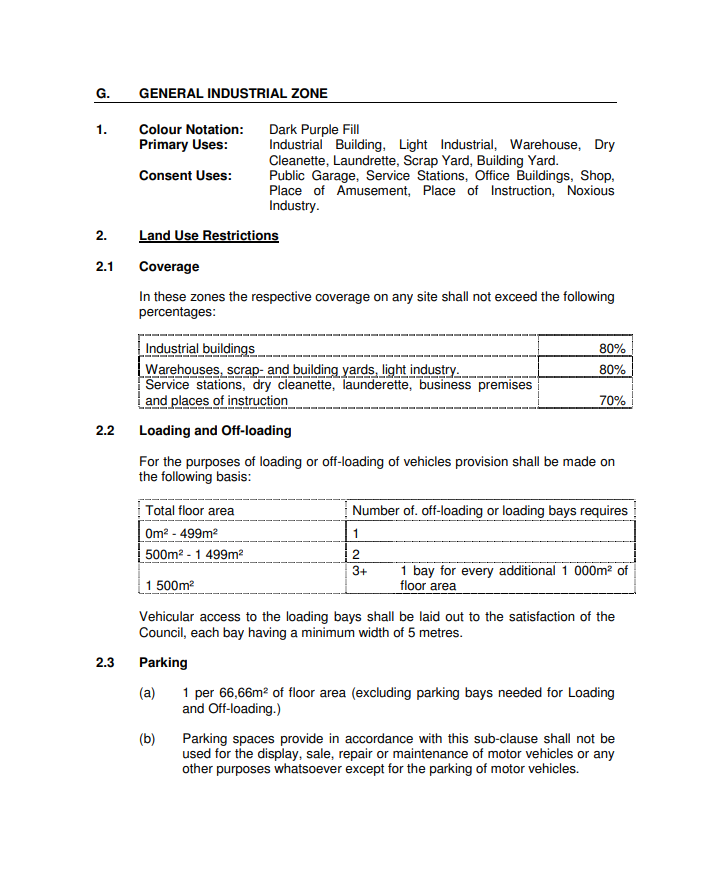 G. GENERAL INDUSTRIAL ZONE
1. Colour Notation: Dark Purple Fill
Primary Uses: Industrial Building, Light Industrial, Warehouse, Dry
Cleanette, Laundrette, Scrap Yard, Building Yard.
Consent Uses: Public Garage, Service Stations, Office Buildings, Shop,
Place of Amusement, Place of Instruction, Noxious
Industry.
2. Land Use Restrictions
2.1 Coverage
In these zones the respective coverage on any site shall not exceed the following
percentages:
Industrial buildings 80%
Warehouses, scrap- and building yards, light industry. 80%
Service stations, dry cleanette, launderette, business premises
and places of instruction 70%
2.2 Loading and Off-loading
For the purposes of loading or off-loading of vehicles provision shall be made on
the following basis:
Total floor area Number of. off-loading or loading bays requires
0m² - 499m² 1
500m² - 1 499m² 2
3+ 1 bay for every additional 1 000m² of
1 500m² floor area
Vehicular access to the loading bays shall be laid out to the satisfaction of the
Council, each bay having a minimum width of 5 metres.
2.3 Parking
(a) 1 per 66,66m² of floor area (excluding parking bays needed for Loading
and Off-loading.)
(b) Parking spaces provide in accordance with this sub-clause shall not be
used for the display, sale, repair or maintenance of motor vehicles or any
other purposes whatsoever except for the parking of motor vehicles.